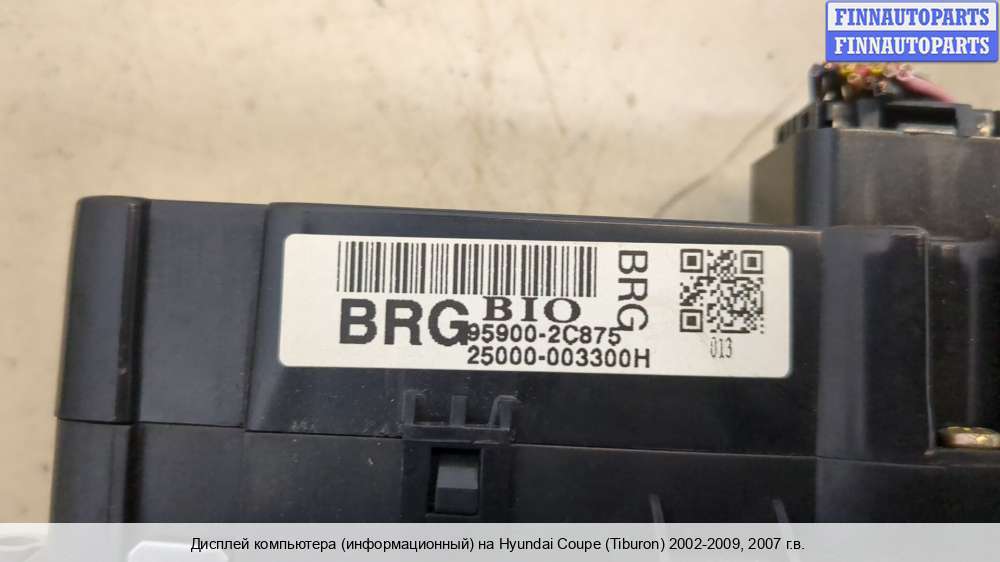 FINNAUTOPARTS
FINNAUTOPARTS
BRG
BIO
95900-2C875
25000-003300H
BRG
013
Дисплей компьютера (информационный) на Hyundai Coupe (Tiburon) 2002-2009, 2007 г.в.